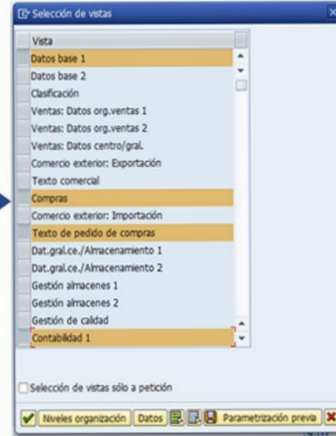 Selección de vistas
Vista
Datos base 1
Datos base 2
Clasificación
Ventas: Datos org.ventas 1
Ventas: Datos org.ventas 2
Ventas: Datos centro/gral.
Comercio exterior: Exportación
Texto comercial
Compras
Comercio exterior: Importación
Texto de pedido de compras
Dat.gral.ce./Almacenamiento 1
Dat.gral.ce./Almacenamiento 2
Gestión almacenes 1
Gestión almacenes 2
Gestión de calidad
Contabilidad 1
Selección de vistas sólo a petición
Niveles organización Datos Parametrización previa